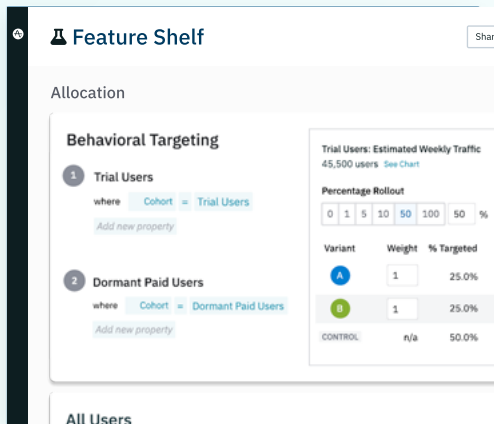 Feature Shelf
Shar
Allocation
Behavioral Targeting
1 Trial Users
where Cohort = Trial Users
Add new property
2 Dormant Paid Users
where Cohort = Dormant Paid Users
Add new property
Trial Users: Estimated Weekly Traffic
45,500 users See Chart
Percentage Rollout
0 1 5 10 50 100 50 %
Variant Weight % Targeted
A 1 25.0%
B 1 25.0%
CONTROL n/a 50.0%
All Users